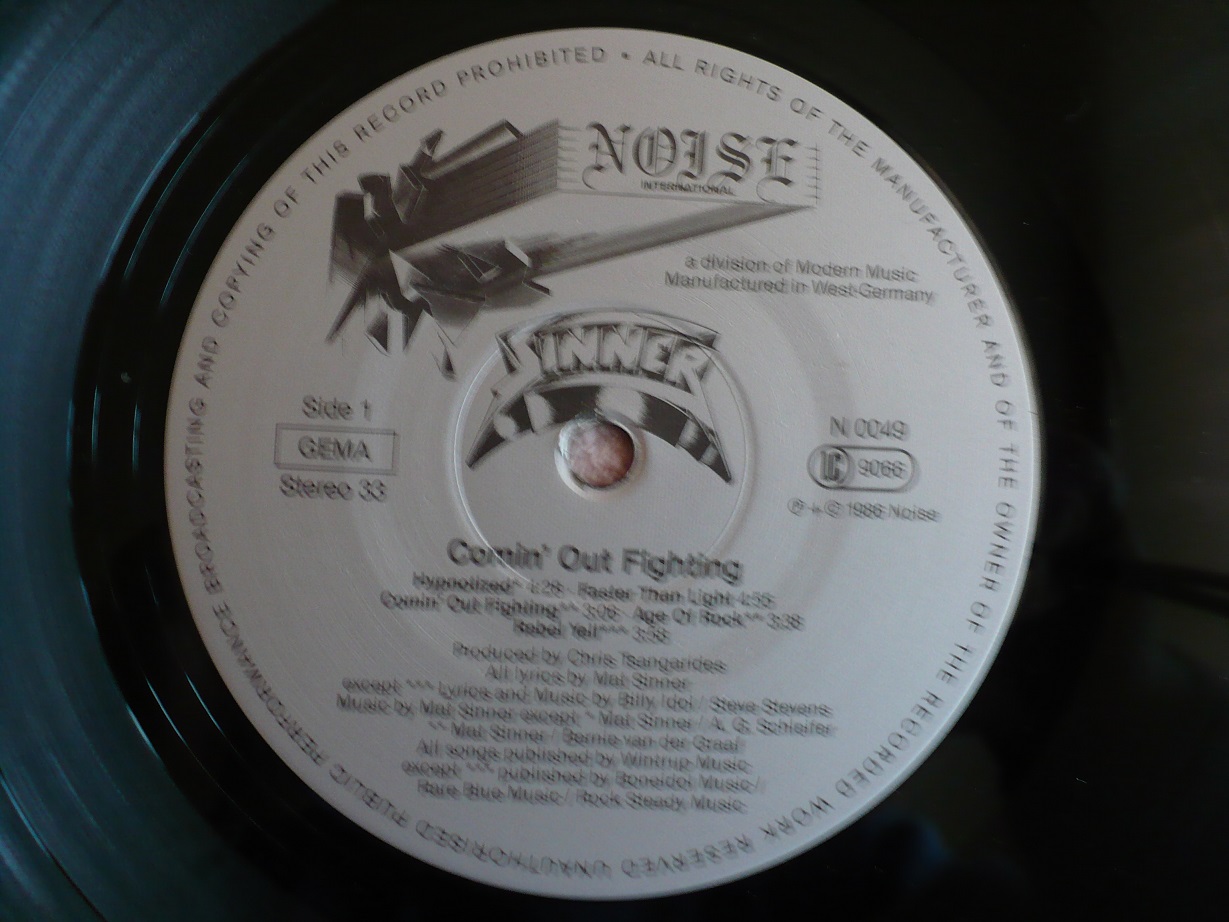 ALL RIGHTS OF THE MANUFACTURER AND OF THE OWNER OF THE RECORDED WORK RESERVED UNAUTHORISED PUBLIC PERFORMANCE BROADCASTING AND COPYING OF THIS RECORD PROHIBITED •
NOISE
INTERNATIONAL
a division of Modern Music
Manufactured in West-Germany
SINNER
Side 1
GEMA
Stereo 33
N 0049
LC 9066
℗ + © 1986 Noise
Comin' Out Fighting
Hypnotized^ 4:26 · Faster Than Light 4:55
Comin' Out Fighting^^ 3:06 · Age Of Rock^^ 3:38
Rebel Yell^^^ 3:58
Produced by Chris Tsangarides
All lyrics by Mat Sinner
except ^^^ Lyrics and Music by Billy Idol / Steve Stevens
Music by Mat Sinner except ^ Mat Sinner / A. G. Schleifer
^^ Mat Sinner / Bernie van der Graaf
All songs published by Wintrup Music
except ^^^ published by Boneidol Music //
Rare Blue Music / Rock Steady Music